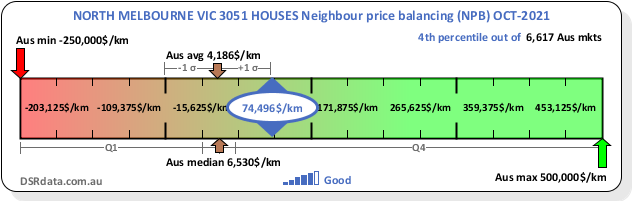 NORTH MELBOURNE VIC 3051 HOUSES Neighbour price balancing (NPB) OCT-2021
Aus min -250,000$/km
4th percentile out of 6,617 Aus mkts
Aus avg 4,186$/km
-1 σ +1 σ
-203,125$/km -109,375$/km -15,625$/km 74,496$/km 171,875$/km 265,625$/km 359,375$/km 453,125$/km
Q1 Q4
Aus median 6,530$/km
DSRdata.com.au
Good
Aus max 500,000$/km